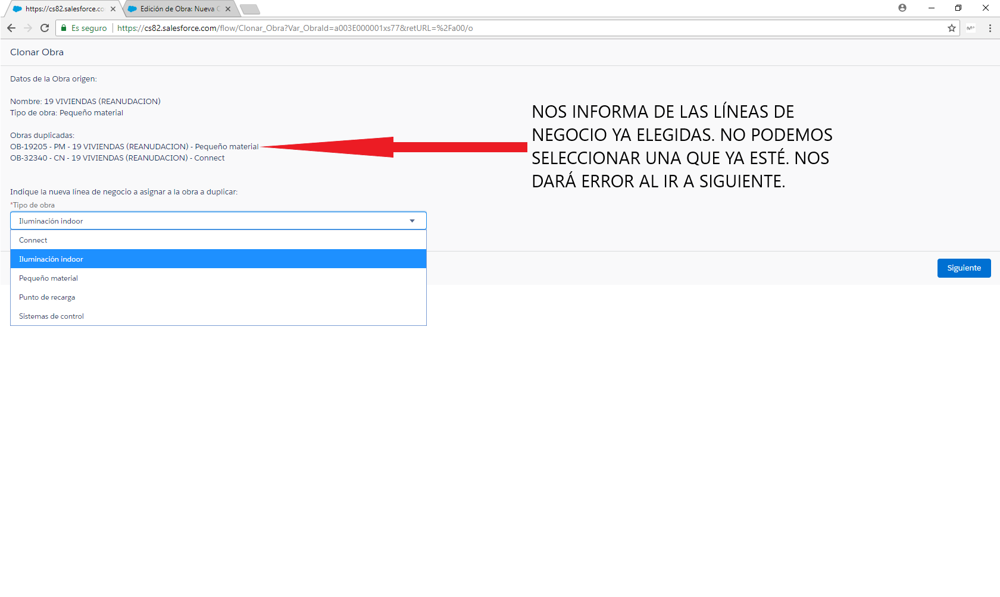 https://cs82.salesforce.co
Edición de Obra: Nueva
Es seguro
https://cs82.salesforce.com/flow/Clonar_Obra?Var_ObraId=a003E000001xs77&retURL=%2Fa00/o
Clonar Obra
Datos de la Obra origen:
Nombre: 19 VIVIENDAS (REANUDACION)
Tipo de obra: Pequeño material
Obras duplicadas:
OB-19205 - PM - 19 VIVIENDAS (REANUDACION) - Pequeño material
OB-32340 - CN - 19 VIVIENDAS (REANUDACION) - Connect
NOS INFORMA DE LAS LÍNEAS DE
NEGOCIO YA ELEGIDAS. NO PODEMOS
SELECCIONAR UNA QUE YA ESTÉ. NOS
DARÁ ERROR AL IR A SIGUIENTE.
Indique la nueva línea de negocio a asignar a la obra a duplicar:
*Tipo de obra
Iluminación indoor
Connect
Iluminación indoor
Pequeño material
Punto de recarga
Sistemas de control
Siguiente